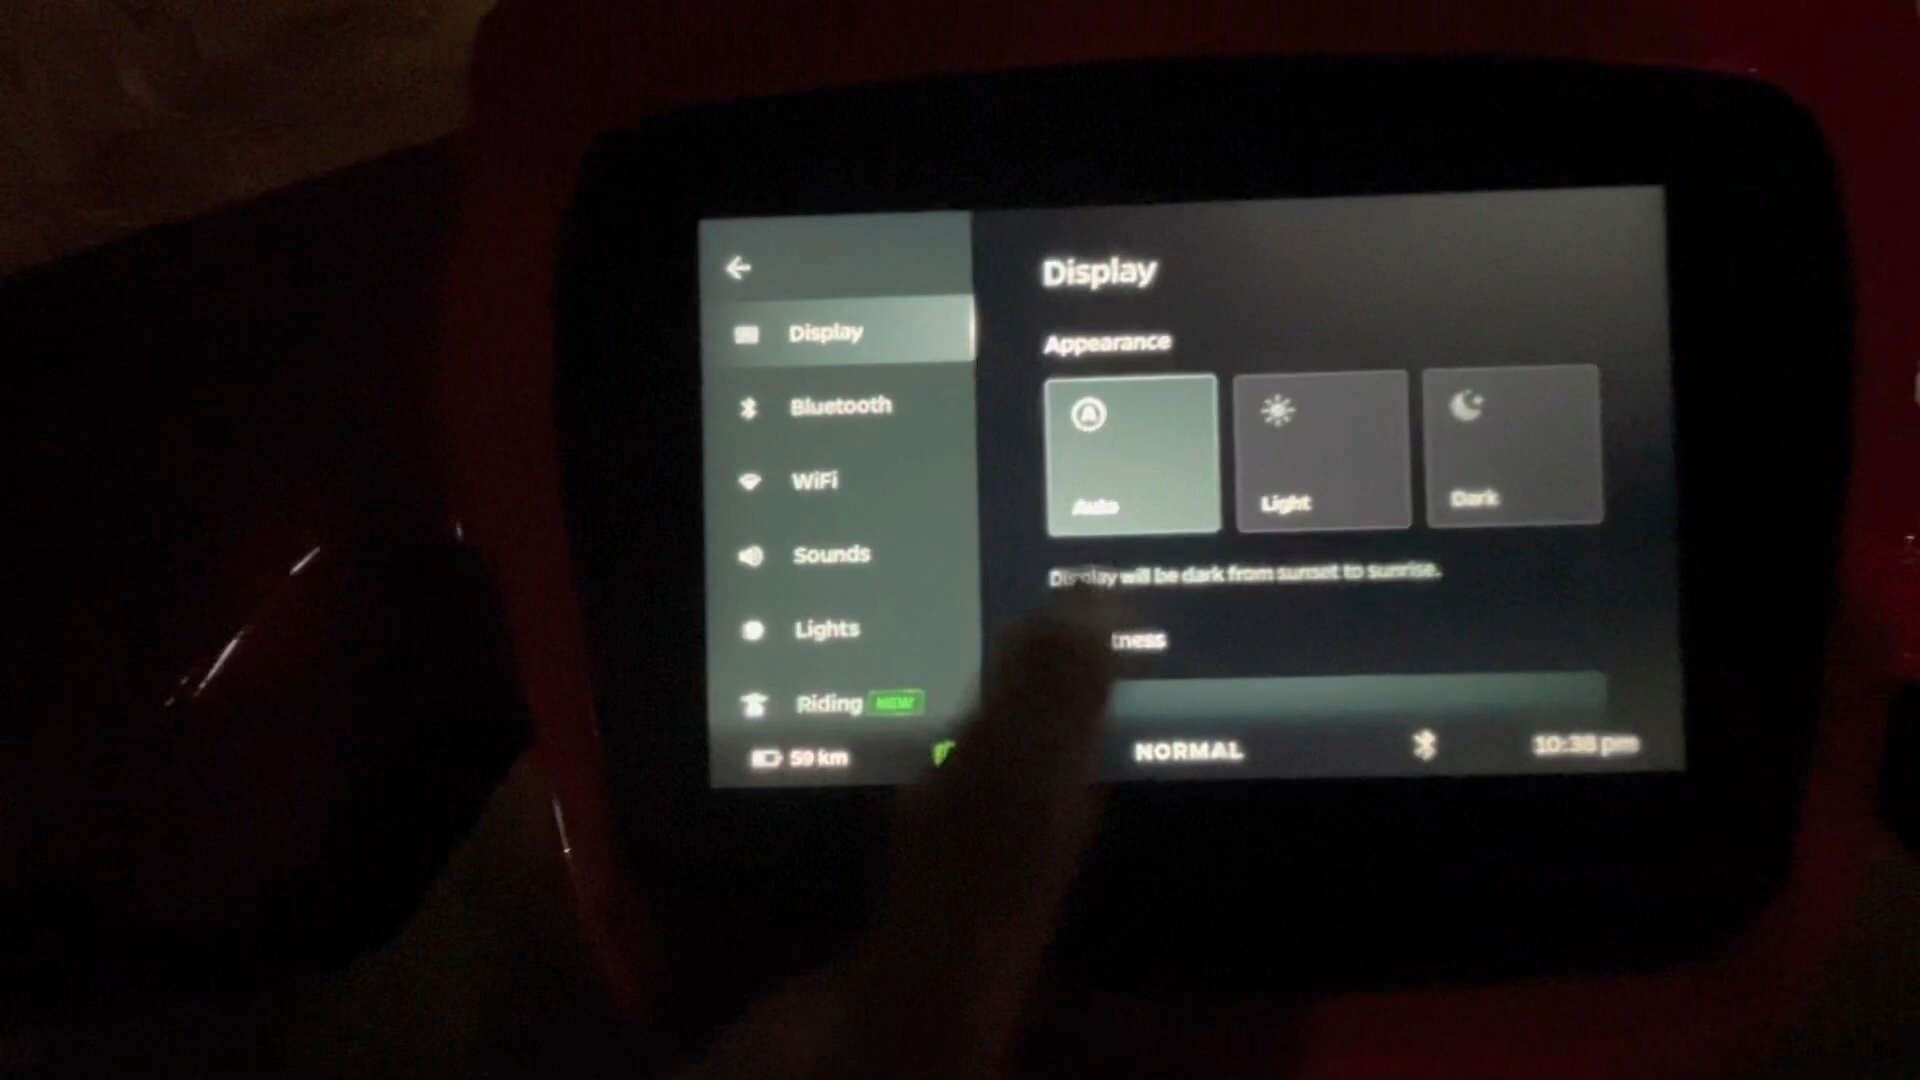 Display
Bluetooth
WiFi
Sounds
Lights
Riding NEW
Display
Appearance
Auto
Light
Dark
Display will be dark from sunset to sunrise.
tness
59 km
NORMAL
10:38 pm